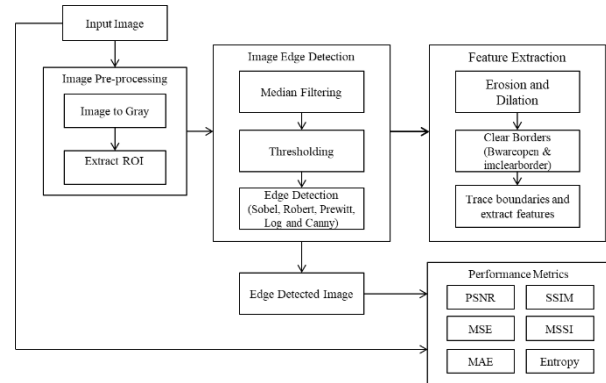 Input Image
Image Pre-processing
Image to Gray
Extract ROI
Image Edge Detection
Median Filtering
Thresholding
Edge Detection
(Sobel, Robert, Prewitt,
Log and Canny)
Edge Detected Image
Feature Extraction
Erosion and
Dilation
Clear Borders
(Bwarcopen &
imclearborder)
Trace boundaries and
extract features
Performance Metrics
PSNR
SSIM
MSE
MSSI
MAE
Entropy